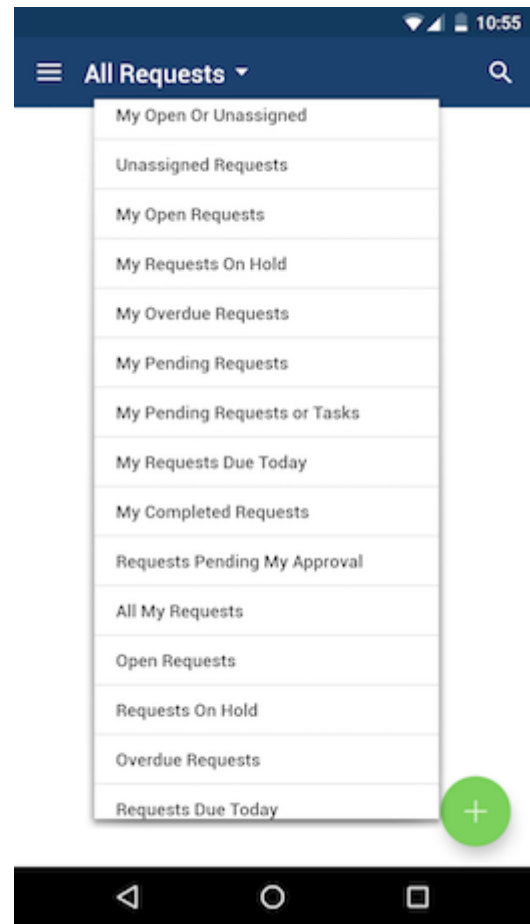 10:55
All Requests
My Open Or Unassigned
Unassigned Requests
My Open Requests
My Requests On Hold
My Overdue Requests
My Pending Requests
My Pending Requests or Tasks
My Requests Due Today
My Completed Requests
Requests Pending My Approval
All My Requests
Open Requests
Requests On Hold
Overdue Requests
Requests Due Today